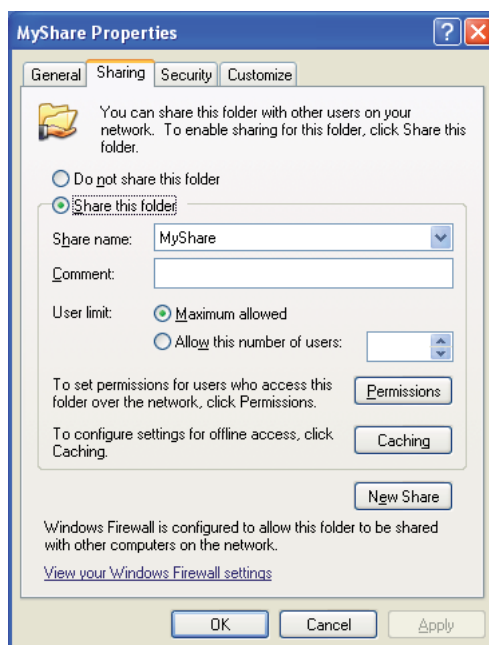 MyShare Properties
General Sharing Security Customize
You can share this folder with other users on your
network. To enable sharing for this folder, click Share this
folder.
Do not share this folder
Share this folder
Share name: MyShare
Comment:
User limit: Maximum allowed
Allow this number of users:
To set permissions for users who access this
folder over the network, click Permissions.
Permissions
To configure settings for offline access, click
Caching.
Caching
New Share
Windows Firewall is configured to allow this folder to be shared
with other computers on the network.
View your Windows Firewall settings
OK Cancel Apply